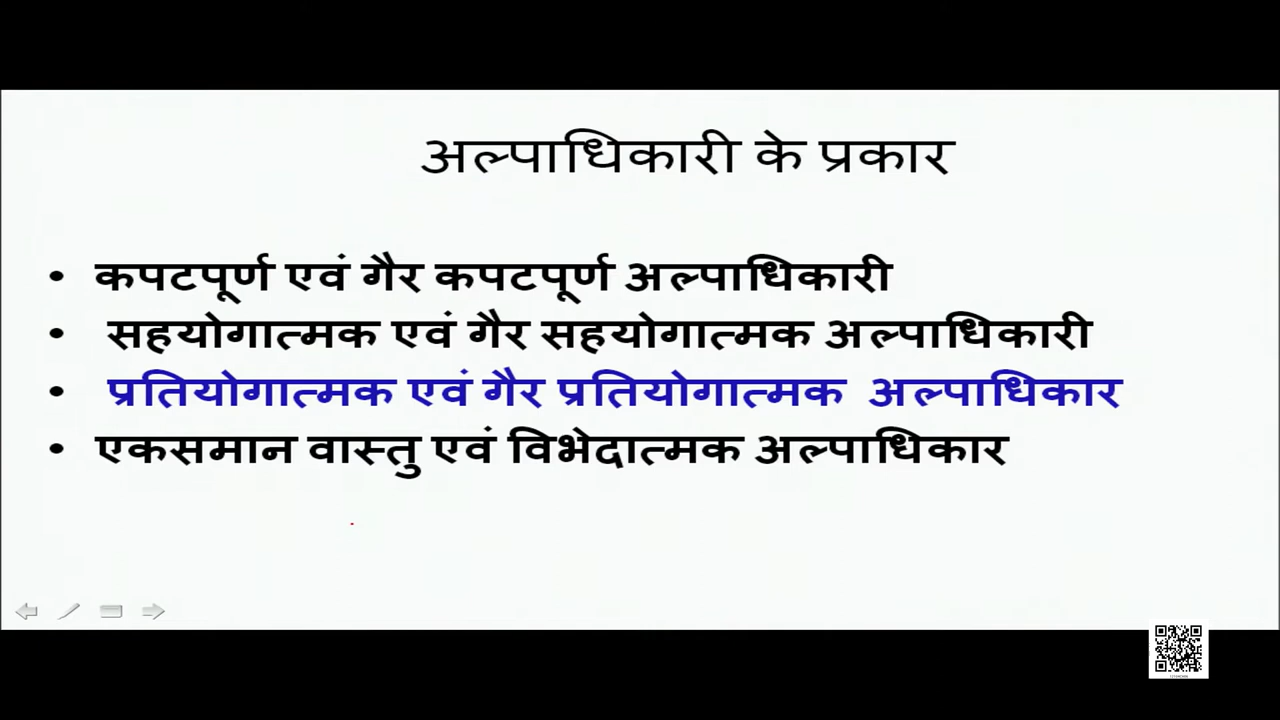 अल्पाधिकारी के प्रकार
• कपटपूर्ण एवं गैर कपटपूर्ण अल्पाधिकारी
• सहयोगात्मक एवं गैर सहयोगात्मक अल्पाधिकारी
• प्रतियोगात्मक एवं गैर प्रतियोगात्मक अल्पाधिकार
• एकसमान वास्तु एवं विभेदात्मक अल्पाधिकार